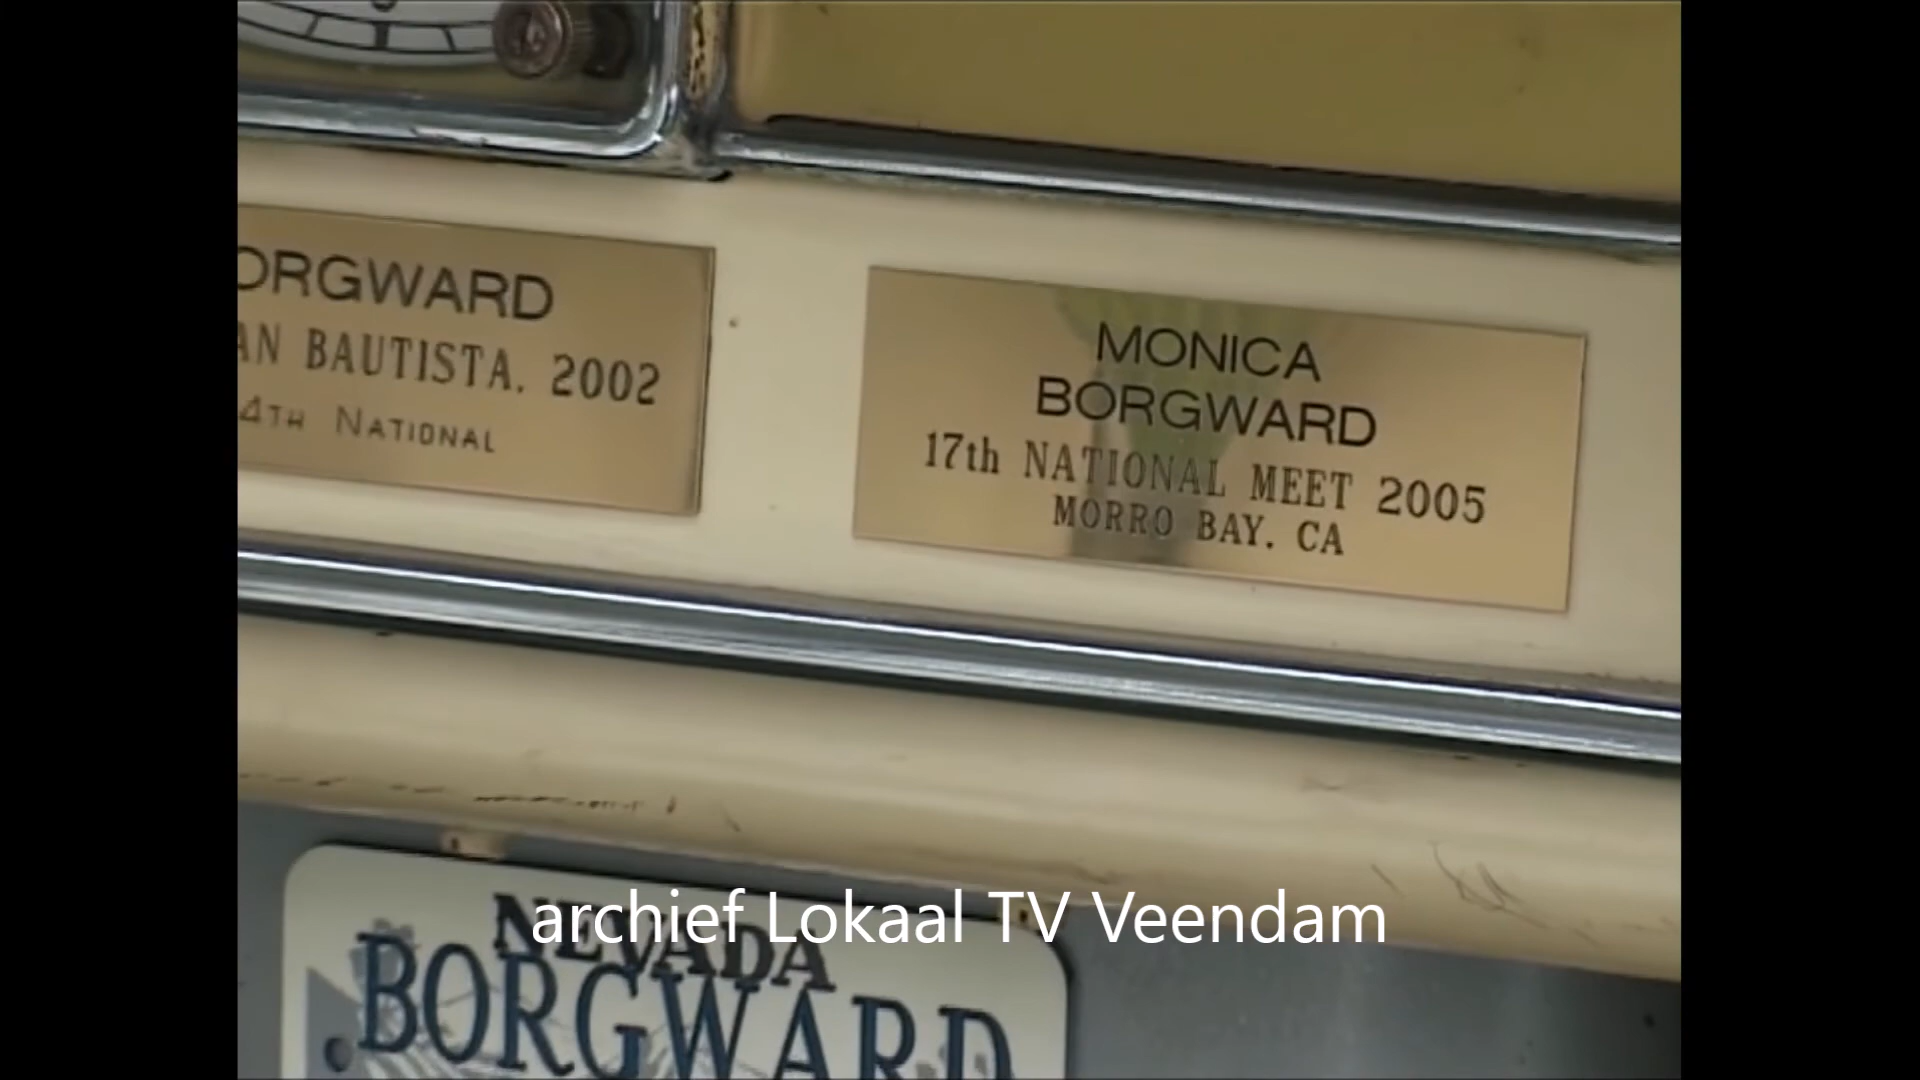 ORGWARD
AN BAUTISTA. 2002
4TH NATIONAL
MONICA
BORGWARD
17th NATIONAL MEET 2005
MORRO BAY. CA
NEVADA
BORGWARD
archief Lokaal TV Veendam